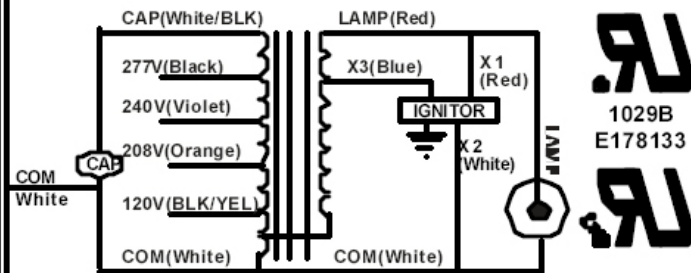 CAP(White/BLK)
LAMP(Red)
277V(Black)
X3(Blue)
X1
(Red)
240V(Violet)
IGNITOR
1029B
E178133
208V(Orange)
CAP
X2
(White)
LAMP
COM
White
120V(BLK/YEL)
COM(White)
COM(White)